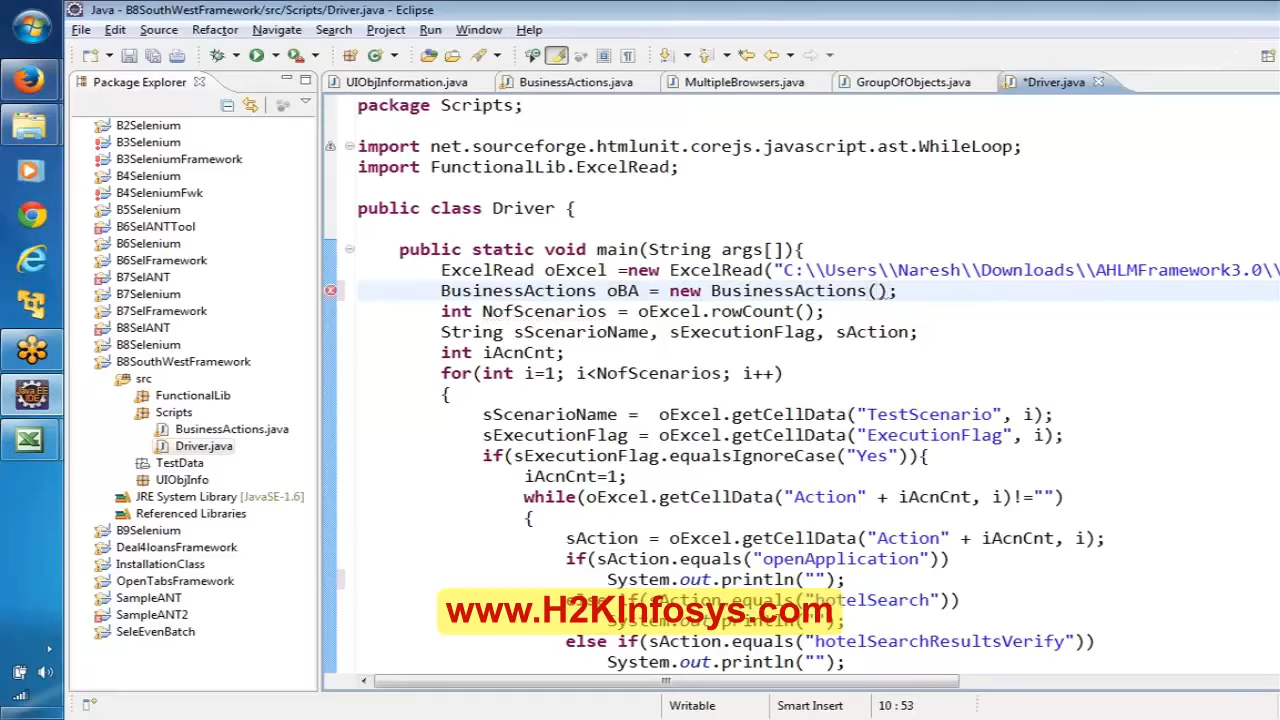 Java - B8SouthWestFramework/src/Scripts/Driver.java - Eclipse
File Edit Source Refactor Navigate Search Project Run Window Help
Package Explorer
UIObjInformation.java BusinessActions.java MultipleBrowsers.java GroupOfObjects.java *Driver.java
B2Selenium
B3Selenium
B3SeleniumFramework
B4Selenium
B4SeleniumFwk
B5Selenium
B6SelANTTool
B6Selenium
B6SelFramework
B7SelANT
B7Selenium
B7SelFramework
B8SelANT
B8Selenium
B8SouthWestFramework
src
FunctionalLib
Scripts
BusinessActions.java
Driver.java
TestData
UIObjInfo
JRE System Library [JavaSE-1.6]
Referenced Libraries
B9Selenium
Deal4loansFramework
InstallationClass
OpenTabsFramework
SampleANT
SampleANT2
SeleEvenBatch
package Scripts;
import net.sourceforge.htmlunit.corejs.javascript.ast.WhileLoop;
import FunctionalLib.ExcelRead;
public class Driver {
public static void main(String args[]){
ExcelRead oExcel =new ExcelRead("C:\\Users\\Naresh\\Downloads\\AHLMFramework3.0\\
BusinessActions oBA = new BusinessActions();
int NofScenarios = oExcel.rowCount();
String sScenarioName, sExecutionFlag, sAction;
int iAcnCnt;
for(int i=1; i<NofScenarios; i++)
{
sScenarioName = oExcel.getCellData("TestScenario", i);
sExecutionFlag = oExcel.getCellData("ExecutionFlag", i);
if(sExecutionFlag.equalsIgnoreCase("Yes")){
iAcnCnt=1;
while(oExcel.getCellData("Action" + iAcnCnt, i)!="")
{
sAction = oExcel.getCellData("Action" + iAcnCnt, i);
if(sAction.equals("openApplication"))
System.out.println("");
else if(sAction.equals("hotelSearch"))
System.out.println("");
else if(sAction.equals("hotelSearchResultsVerify"))
System.out.println("");
www.H2KInfosys.com
Writable Smart Insert 10 : 53